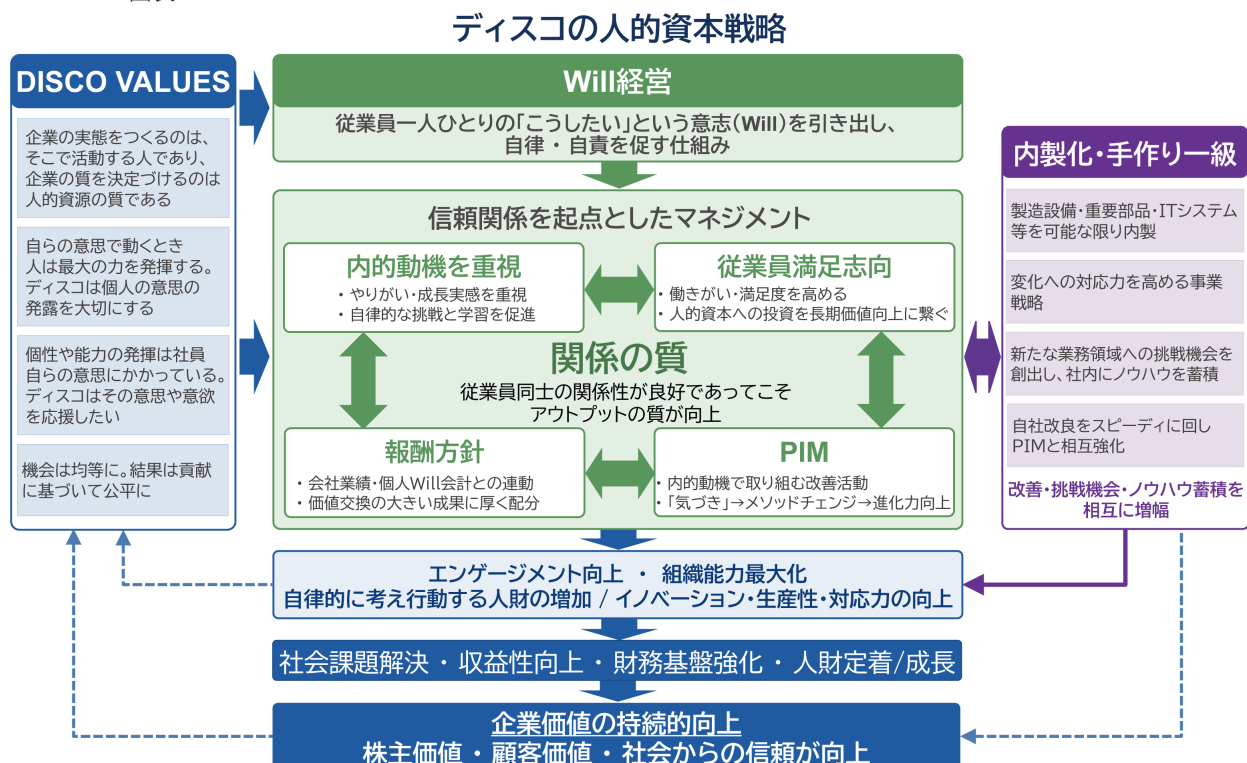 ディスコの人的資本戦略
DISCO VALUES
企業の実態をつくるのは、
そこで活動する人であり、
企業の質を決定づけるのは
人的資源の質である
自らの意思で動くとき
人は最大の力を発揮する。
ディスコは個人の意思の
発露を大切にする
個性や能力の発揮は社員
自らの意思にかかっている。
ディスコはその意思や意欲
を応援したい
機会は均等に。結果は貢献
に基づいて公平に
Will経営
従業員一人ひとりの「こうしたい」という意志(Will)を引き出し、
自律・自責を促す仕組み
信頼関係を起点としたマネジメント
内的動機を重視
・やりがい・成長実感を重視
・自律的な挑戦と学習を促進
従業員満足志向
・働きがい・満足度を高める
・人的資本への投資を長期価値向上に繋ぐ
関係の質
従業員同士の関係性が良好であってこそ
アウトプットの質が向上
報酬方針
・会社業績・個人Will会計との連動
・価値交換の大きい成果に厚く配分
PIM
・内的動機で取り組む改善活動
・「気づき」→メソッドチェンジ→進化力向上
内製化・手作り一級
製造設備・重要部品・ITシステム
等を可能な限り内製
変化への対応力を高める事業
戦略
新たな業務領域への挑戦機会を
創出し、社内にノウハウを蓄積
自社改良をスピーディに回し
PIMと相互強化
改善・挑戦機会・ノウハウ蓄積を
相互に増幅
エンゲージメント向上 ・ 組織能力最大化
自律的に考え行動する人財の増加 / イノベーション・生産性・対応力の向上
社会課題解決 ・ 収益性向上 ・ 財務基盤強化 ・ 人財定着/成長
企業価値の持続的向上
株主価値 ・ 顧客価値 ・ 社会からの信頼が向上